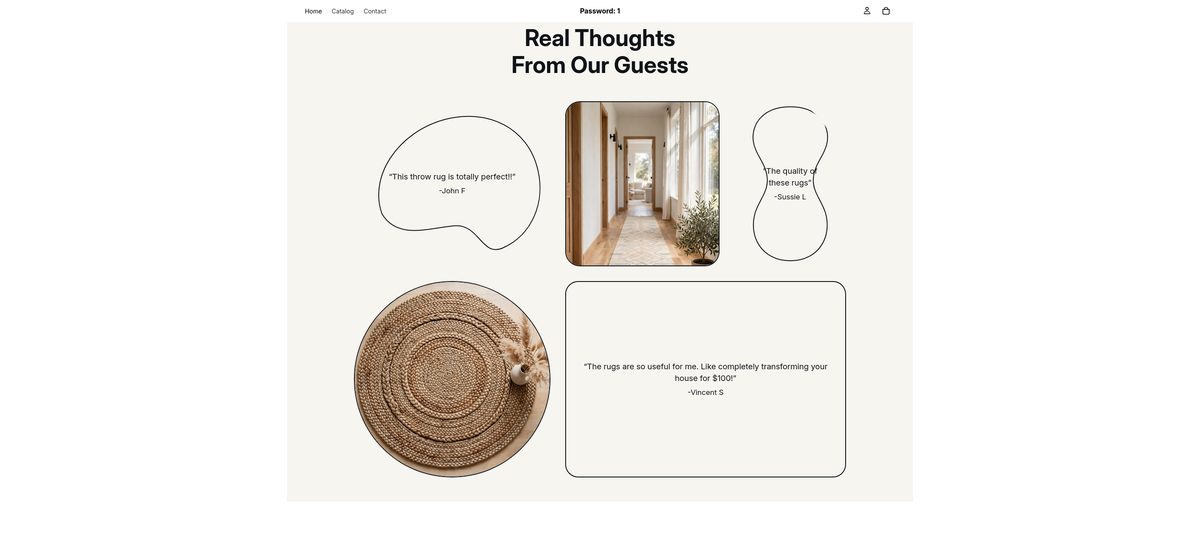 Home Catalog Contact Password: 1
Real Thoughts
From Our Guests
“This throw rug is totally perfect!!”
-John F
“The quality of
these rugs”
-Sussie L
“The rugs are so useful for me. Like completely transforming your
house for $100!”
-Vincent S